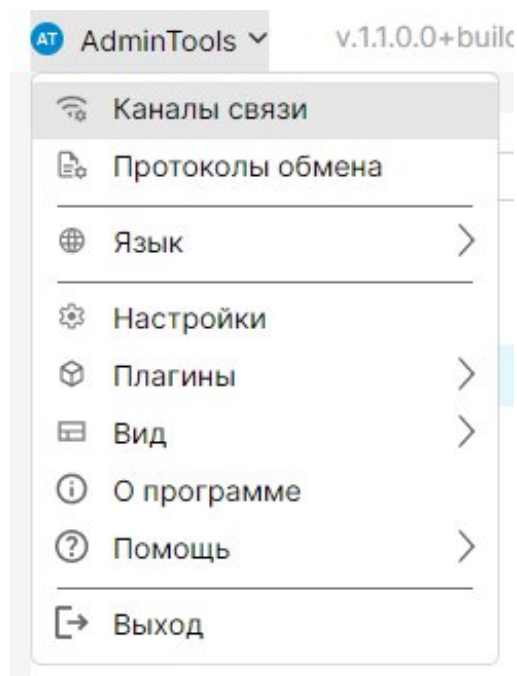 AT AdminTools v.1.1.0.0+build
Каналы связи
Протоколы обмена
Язык
Настройки
Плагины
Вид
О программе
Помощь
Выход